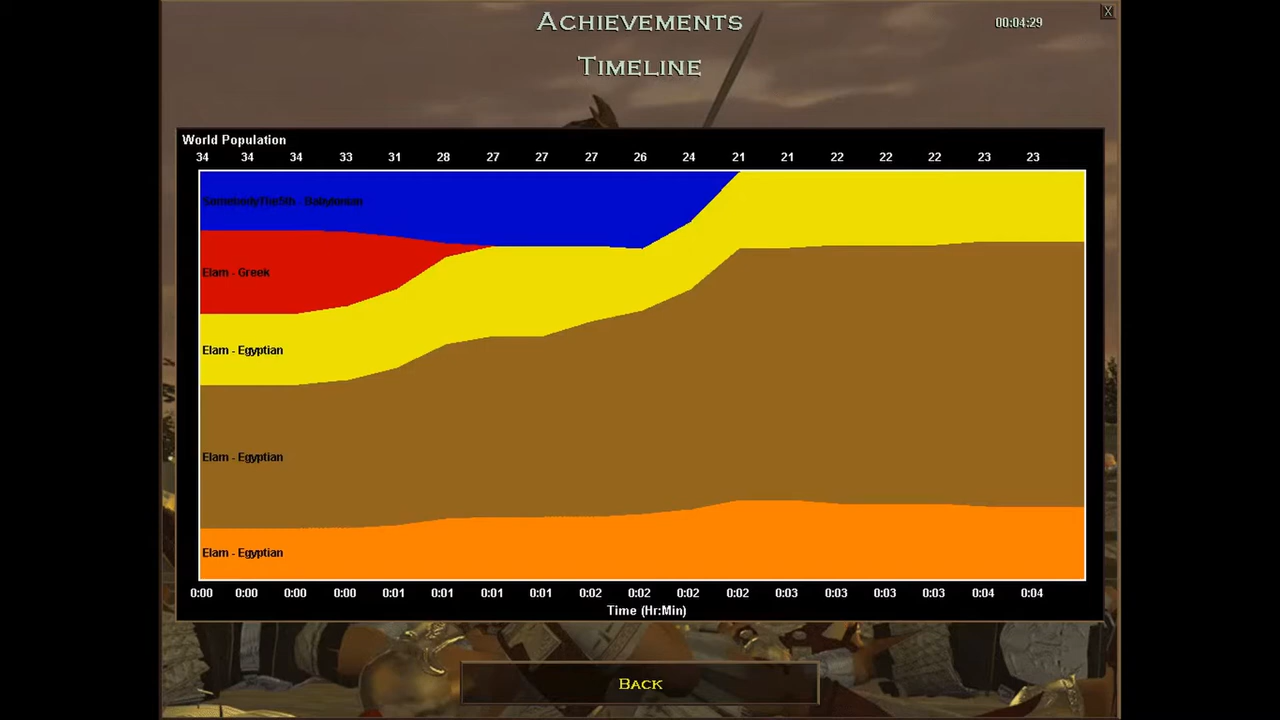 Achievements
00:04:29
X
Timeline
World Population
34 34 34 33 31 28 27 27 27 26 24 21 21 22 22 22 23 23
SomebodyThe5th - Babylonian
Elam - Greek
Elam - Egyptian
Elam - Egyptian
Elam - Egyptian
0:00 0:00 0:00 0:00 0:01 0:01 0:01 0:01 0:02 0:02 0:02 0:02 0:03 0:03 0:03 0:03 0:04 0:04
Time (Hr:Min)
Back